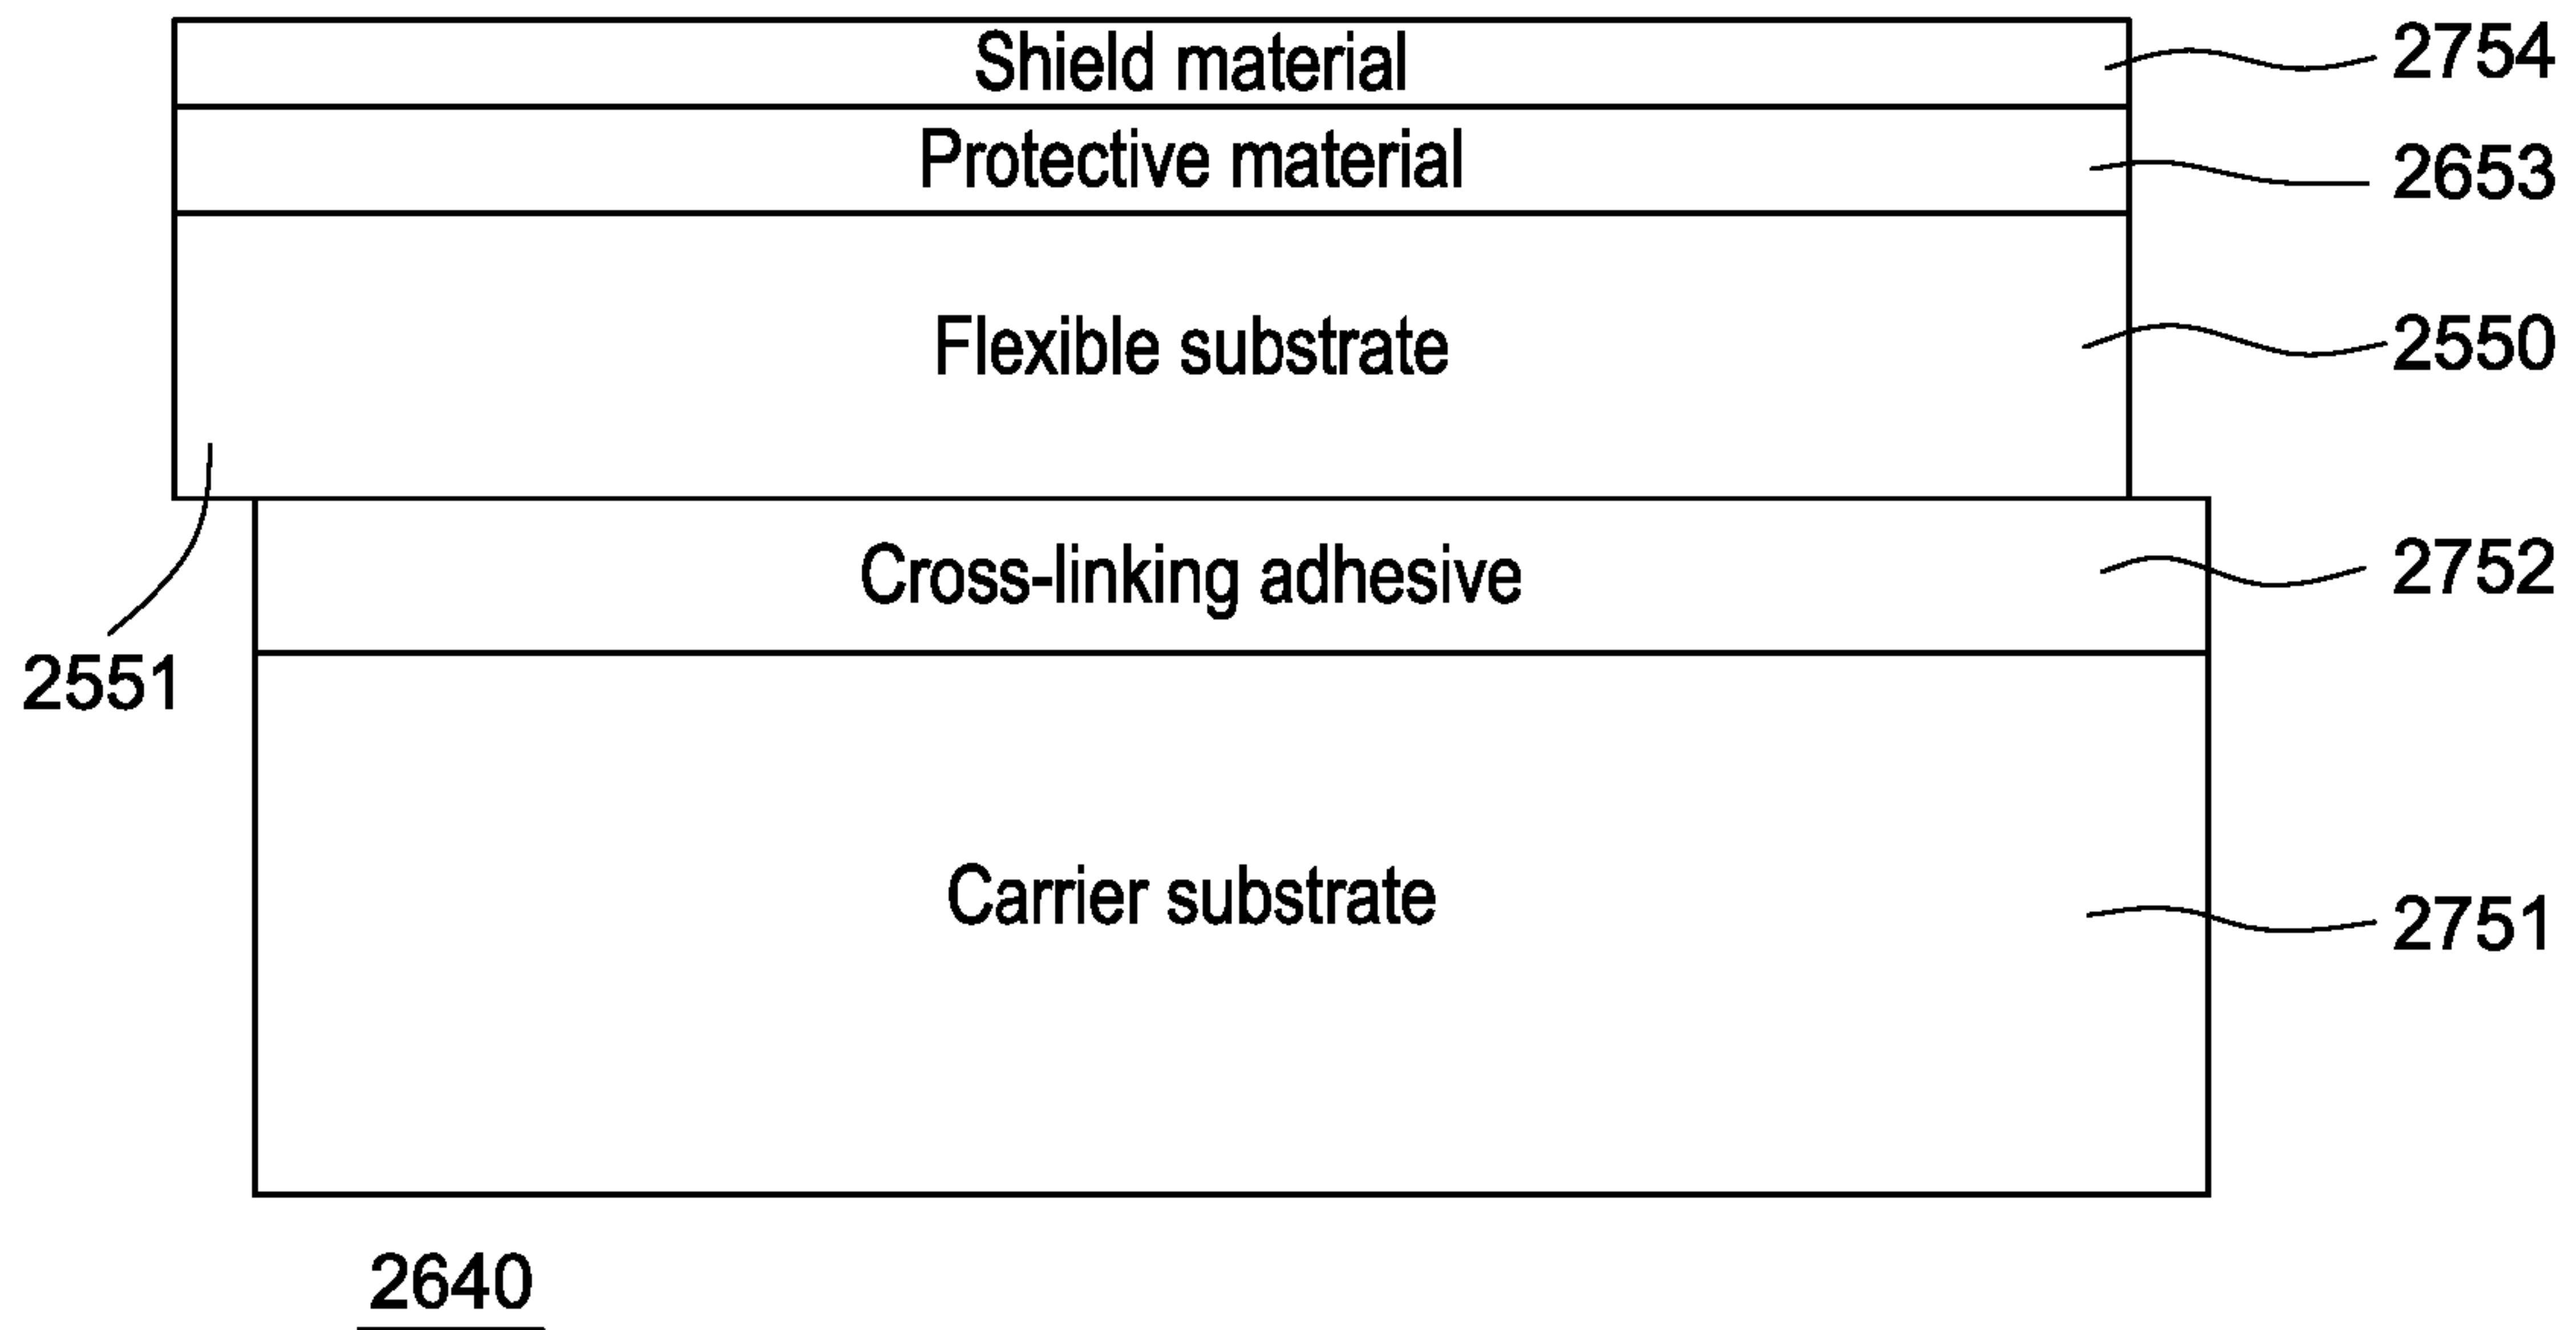 Shield material
2754
Protective material
2653
Flexible substrate
2550
Cross-linking adhesive
2752
2551
Carrier substrate
2751
2640